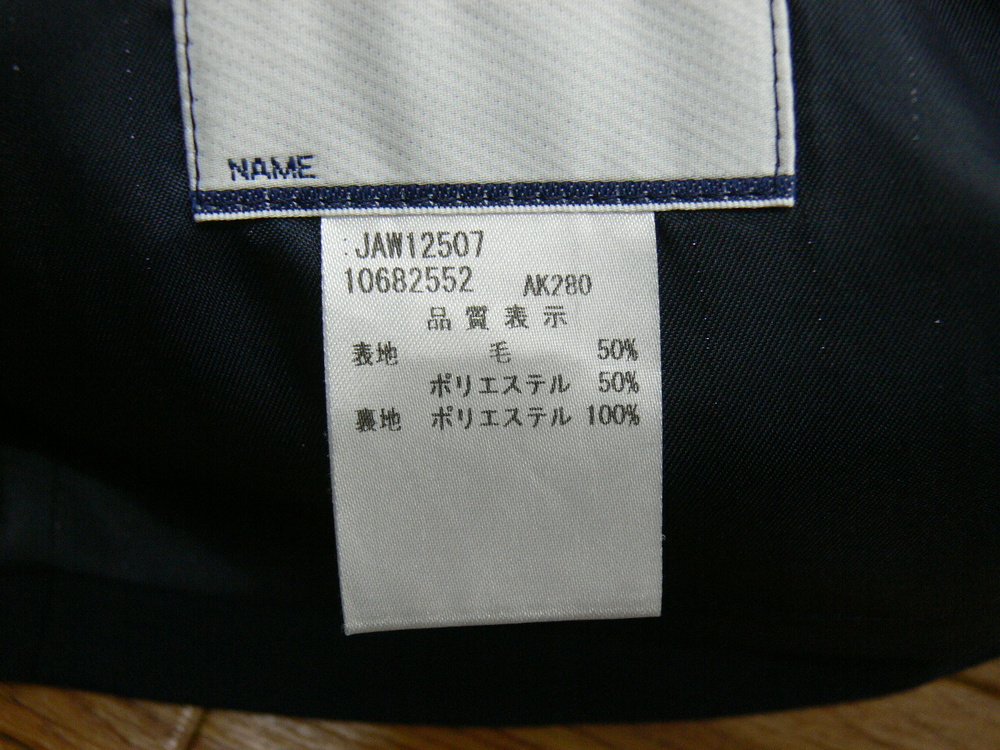 NAME
JAW12507
10682552 AK280
品質表示
表地 毛 50%
ポリエステル 50%
裏地 ポリエステル 100%